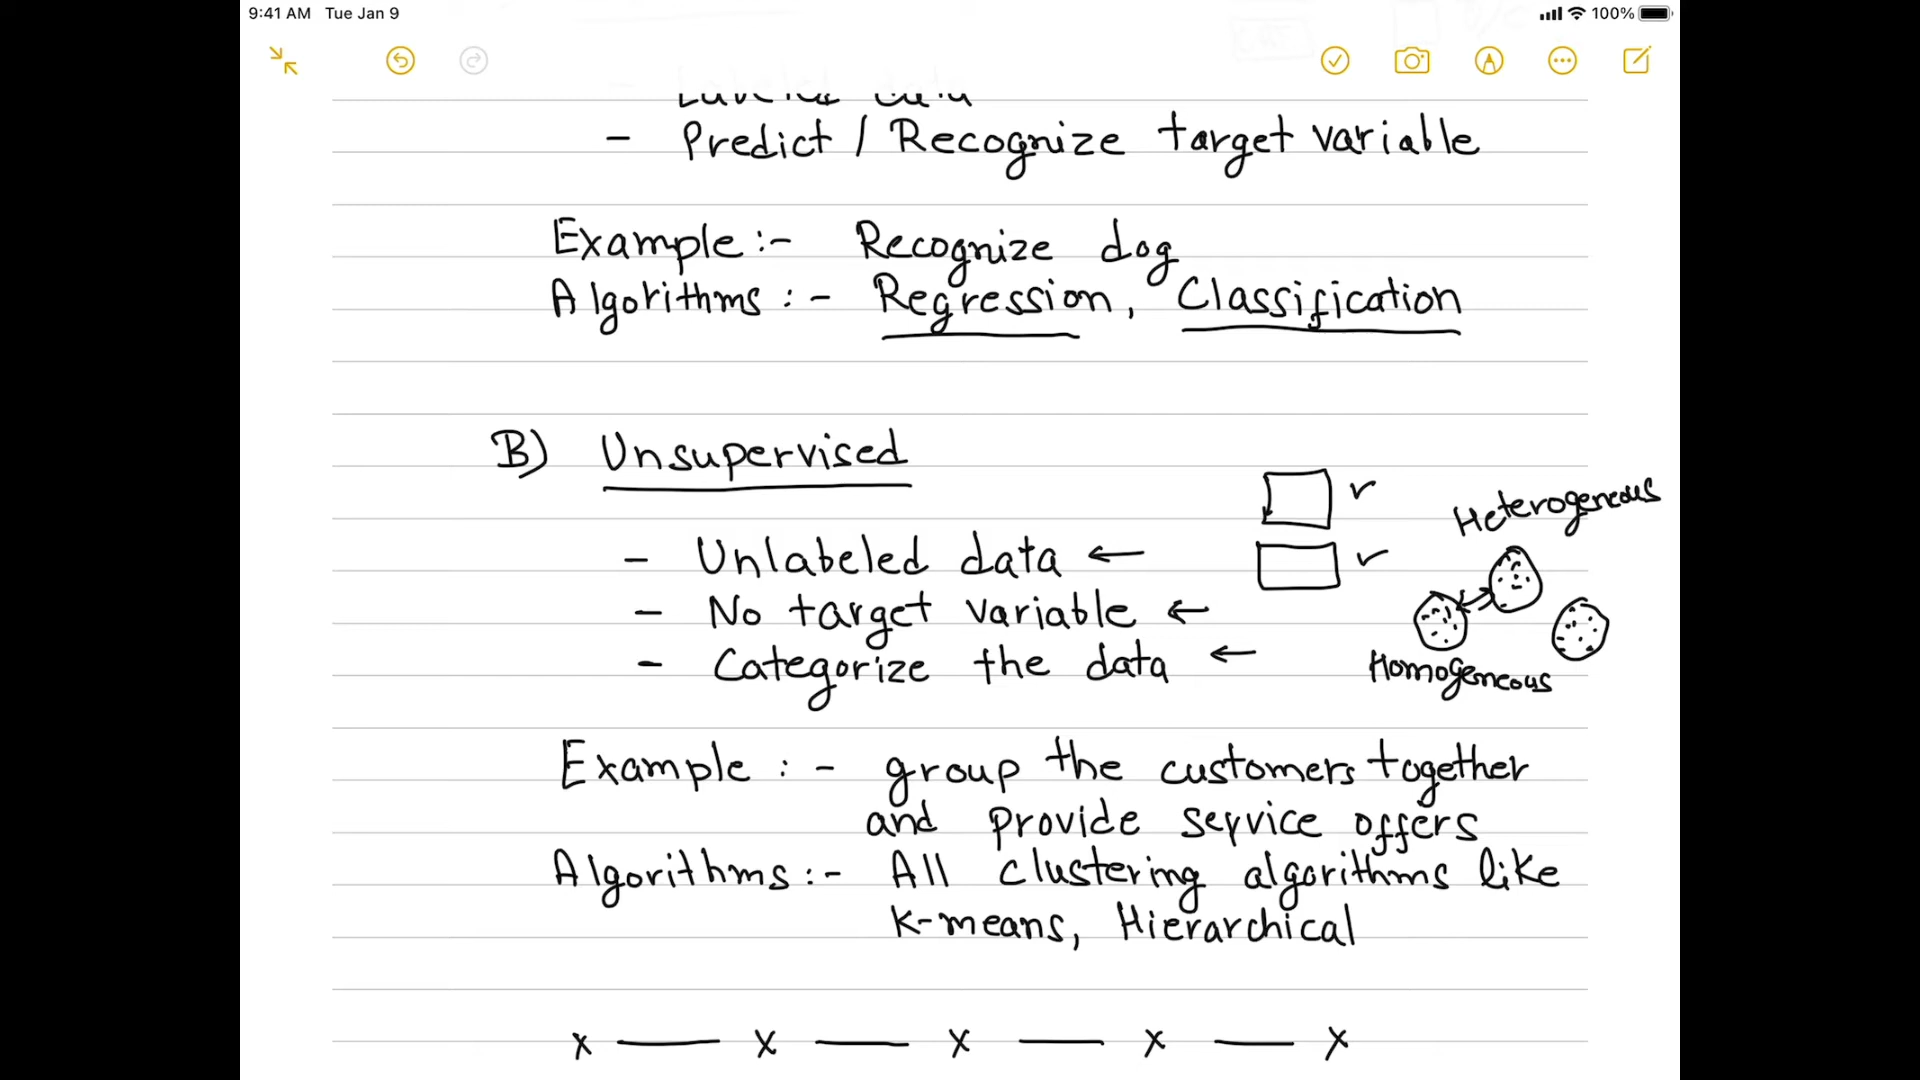 9:41 AM Tue Jan 9
100%
Labeled data
- Predict / Recognize target variable
Example :- Recognize dog
Algorithms :- Regression, Classification
B) Unsupervised
Heterogeneous
- Unlabeled data ←
- No target variable ←
- Categorize the data ←
Homogeneous
Example :- group the customers together
and provide service offers
Algorithms :- All clustering algorithms like
K-means, Hierarchical
x — x — x — x — x